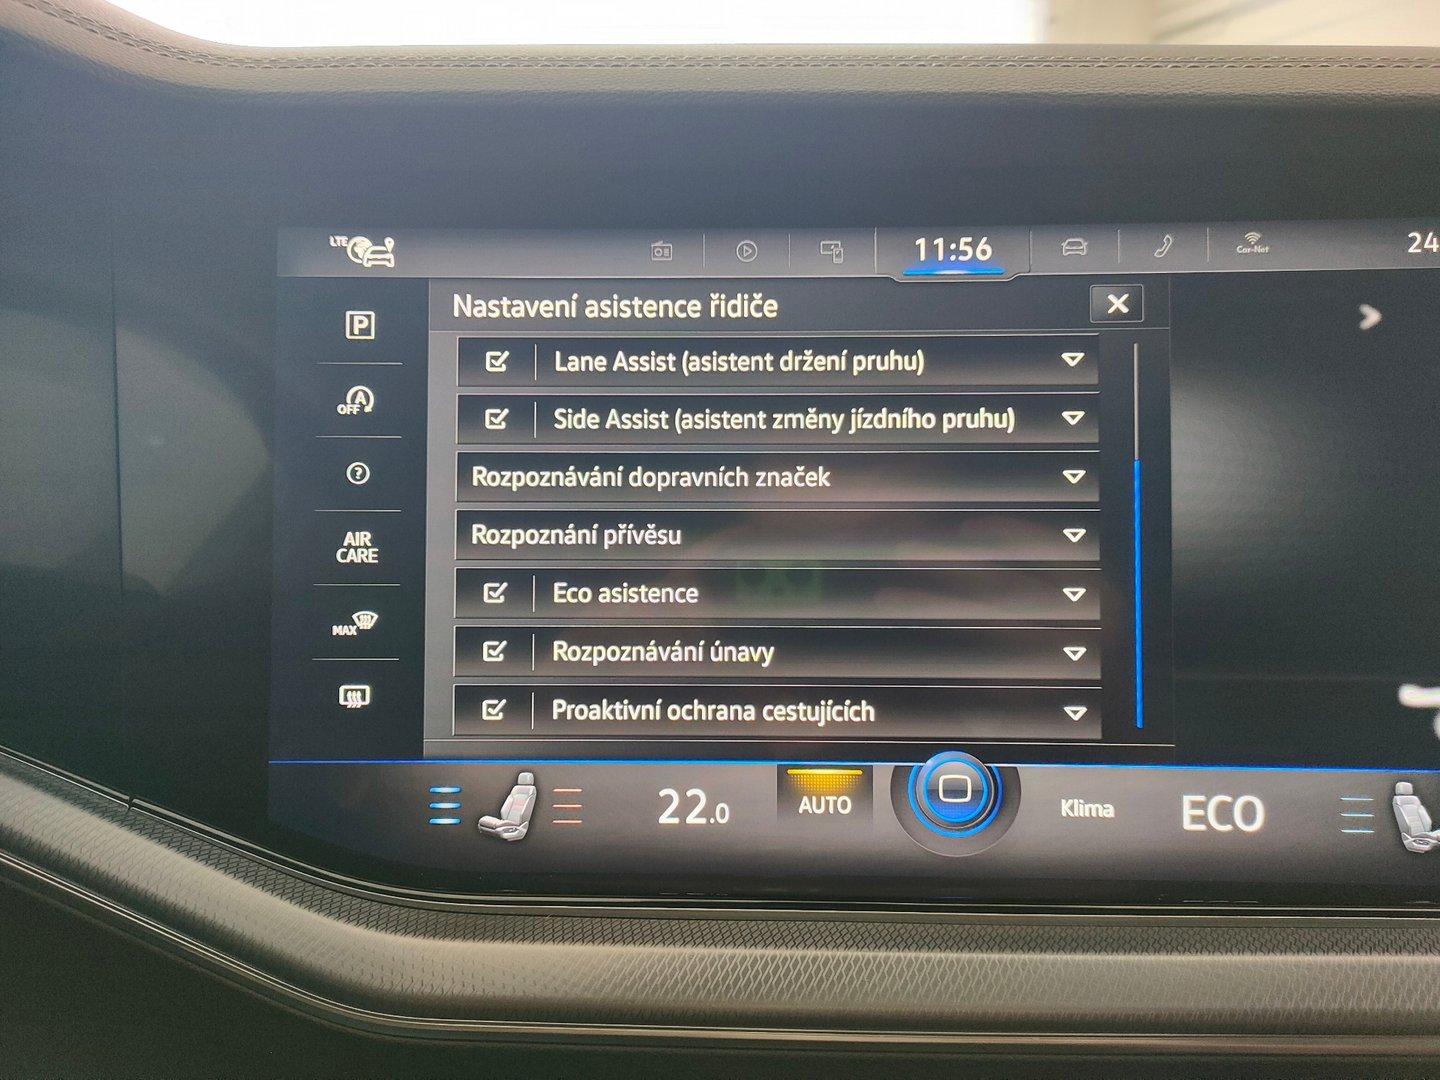 LTE
11:56
Car-Net
24
Nastavení asistence řidiče
P
Lane Assist (asistent držení pruhu)
A
OFF
Side Assist (asistent změny jízdního pruhu)
?
Rozpoznávání dopravních značek
AIR
CARE
Rozpoznání přívěsu
Eco asistence
MAX
Rozpoznávání únavy
Proaktivní ochrana cestujících
22.0
AUTO
Klima
ECO